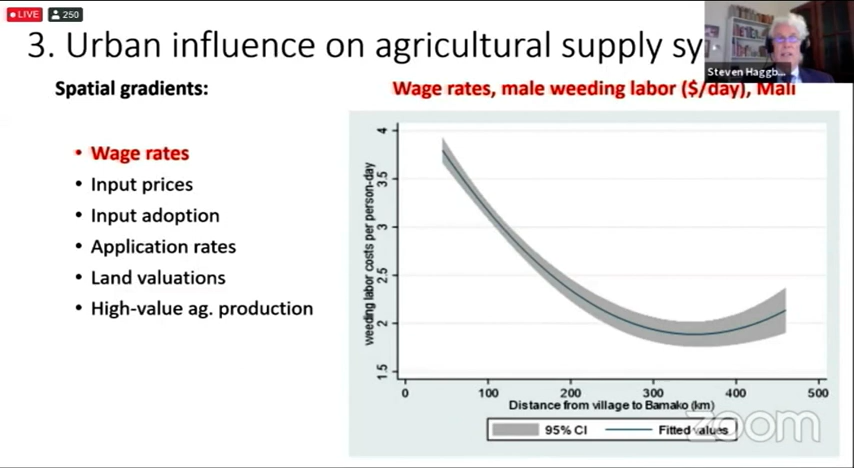 LIVE
250
3. Urban influence on agricultural supply sy
Steven Haggb...
Spatial gradients:
Wage rates, male weeding labor ($/day), Mali
• Wage rates
• Input prices
• Input adoption
• Application rates
• Land valuations
• High-value ag. production
weeding labor costs per person-day
4
3.5
3
2.5
2
1.5
0 100 200 300 400 500
Distance from village to Bamako (km)
95% CI Fitted values
zoom